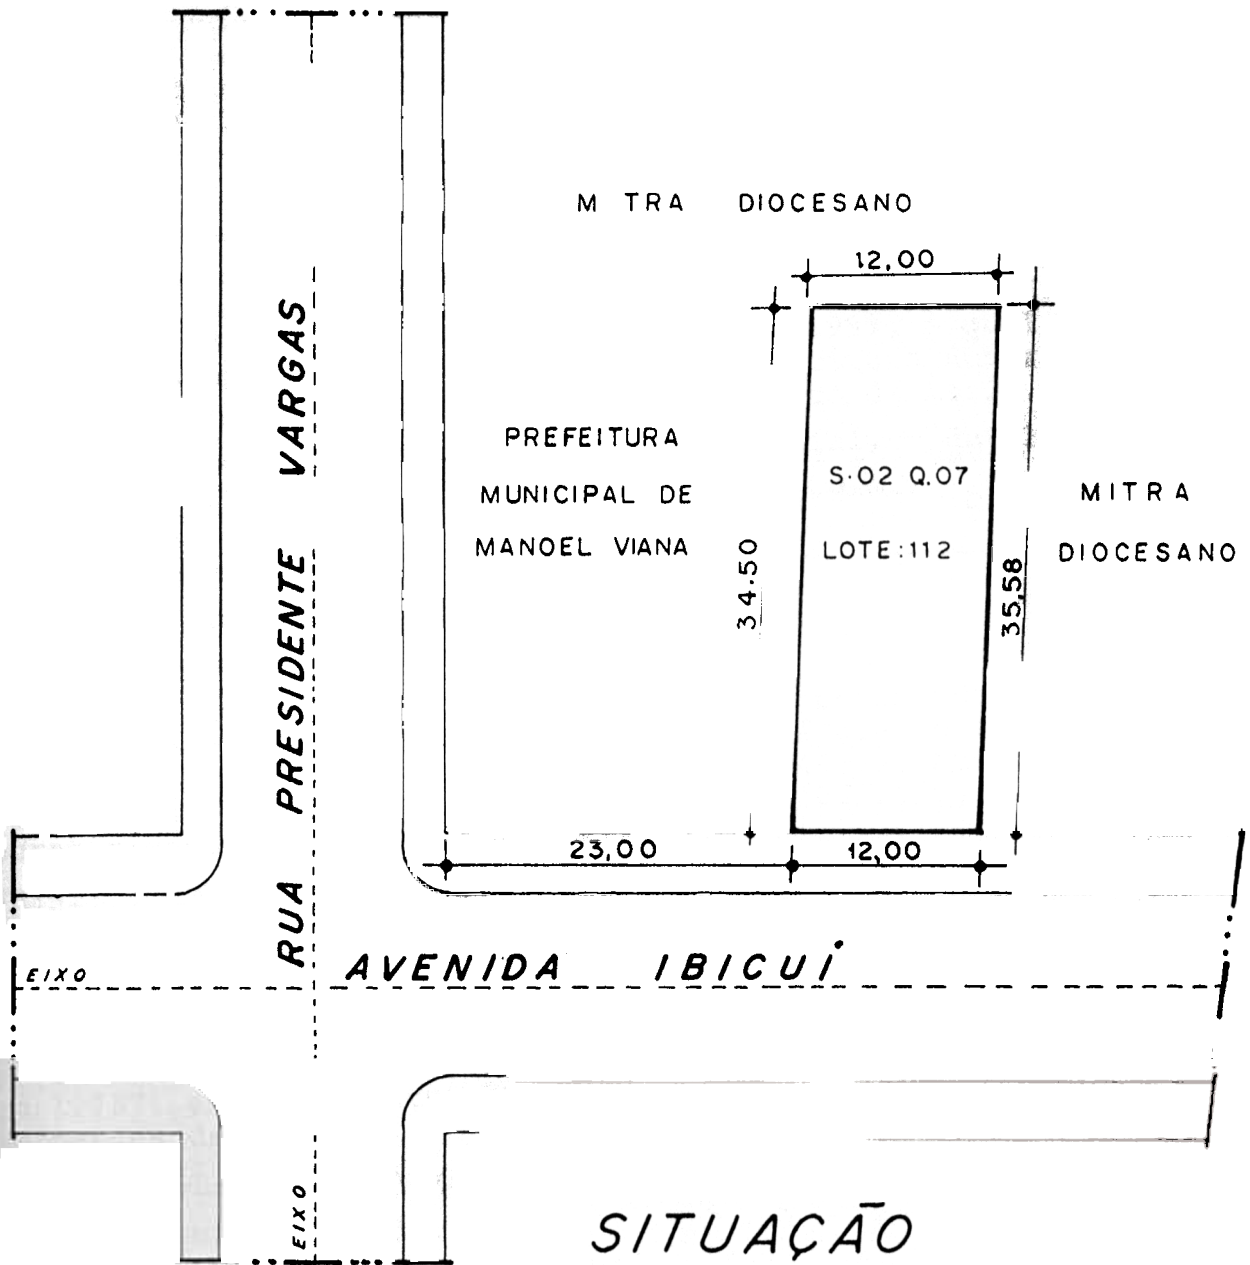 M TRA DIOCESANO
12,00
PREFEITURA
MUNICIPAL DE
MANOEL VIANA
S.02 Q.07
LOTE:112
MITRA
DIOCESANO
34.50
35,58
RUA PRESIDENTE VARGAS
23,00
12,00
EIXO
AVENIDA IBICUÍ
EIXO
SITUAÇÃO